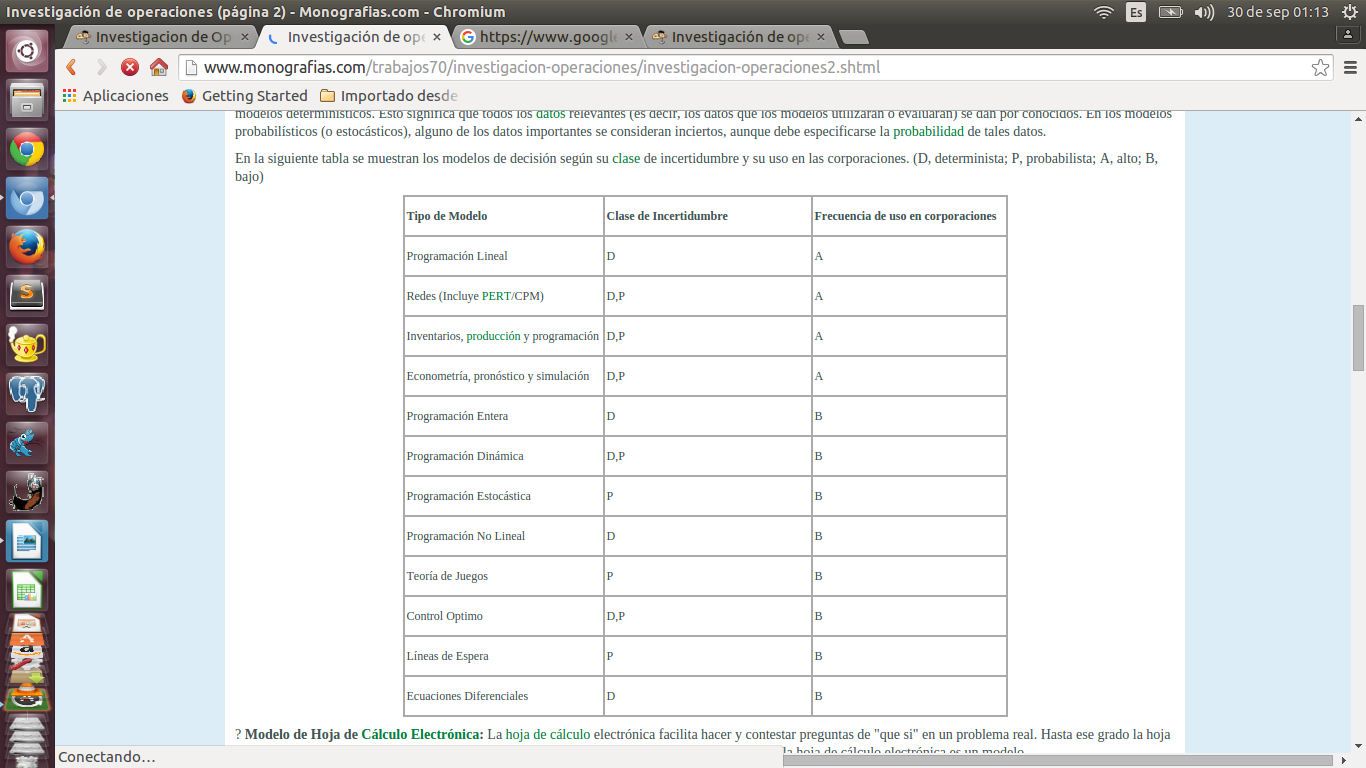 Investigación de operaciones (página 2) - Monografias.com - Chromium
Es
30 de sep 01:13
Investigacion de Op
Investigación de ope
https://www.google
Investigación de ope
www.monografias.com/trabajos70/investigacion-operaciones/investigacion-operaciones2.shtml
Aplicaciones Getting Started Importado desde
modelos determinísticos. Esto significa que todos los datos relevantes (es decir, los datos que los modelos utilizarán o evaluarán) se dan por conocidos. En los modelos
probabilísticos (o estocásticos), alguno de los datos importantes se consideran inciertos, aunque debe especificarse la probabilidad de tales datos.
En la siguiente tabla se muestran los modelos de decisión según su clase de incertidumbre y su uso en las corporaciones. (D, determinista; P, probabilista; A, alto; B,
bajo)
Tipo de Modelo Clase de Incertidumbre Frecuencia de uso en corporaciones
Programación Lineal D A
Redes (Incluye PERT/CPM) D,P A
Inventarios, producción y programación D,P A
Econometría, pronóstico y simulación D,P A
Programación Entera D B
Programación Dinámica D,P B
Programación Estocástica P B
Programación No Lineal D B
Teoría de Juegos P B
Control Optimo D,P B
Líneas de Espera P B
Ecuaciones Diferenciales D B
? Modelo de Hoja de Cálculo Electrónica: La hoja de cálculo electrónica facilita hacer y contestar preguntas de "que si" en un problema real. Hasta ese grado la hoja
la hoja de cálculo electrónica es un modelo
Conectando…